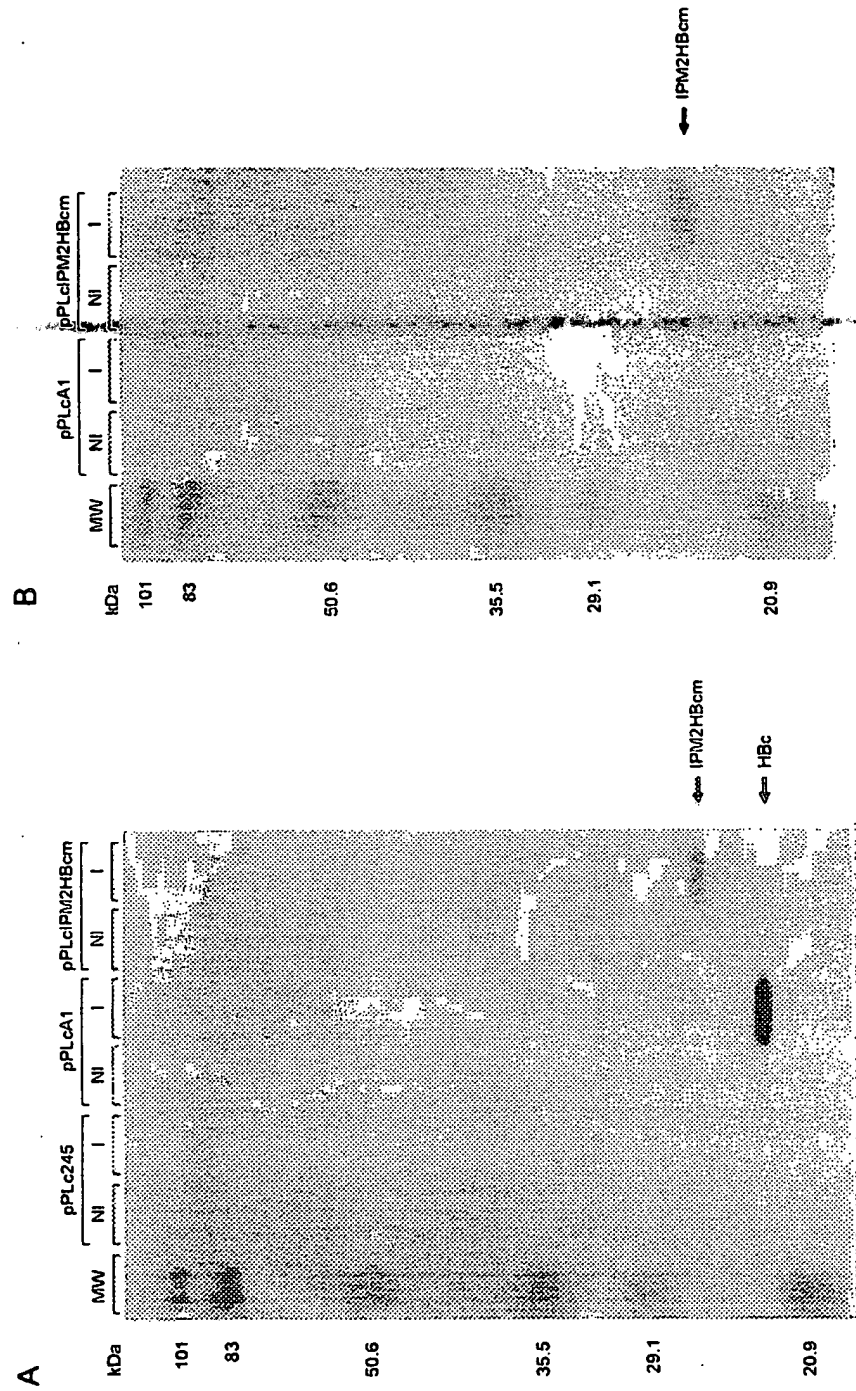 A
kDa
MW
pPLc245
NI
I
pPLcA1
NI
I
pPLcIPM2HBcm
NI
I
101
83
50.6
35.5
29.1
20.9
IPM2HBcm
HBc
B
kDa
MW
pPLcA1
NI
I
pPLcIPM2HBcm
NI
I
101
83
50.6
35.5
29.1
20.9
IPM2HBcm